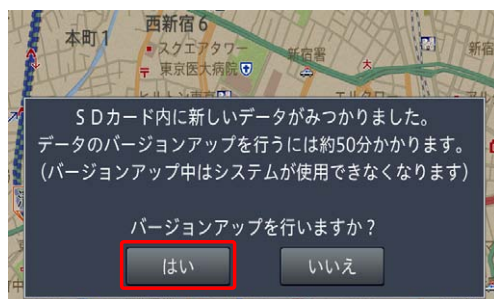 西新宿6
本町1
スクエアタワー
新宿署
東京医大病院
SDカード内に新しいデータがみつかりました。
データのバージョンアップを行うには約50分かかります。
(バージョンアップ中はシステムが使用できなくなります)
バージョンアップを行いますか?
はい
いいえ